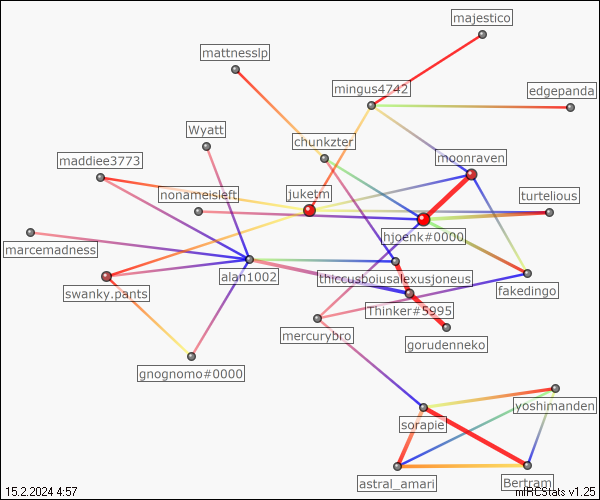 majestico
mattnesslp
mingus4742
edgepanda
Wyatt
chunkzter
maddiee3773
moonraven
nonameisleft
juketm
turtelious
hjoenk#0000
marcemadness
alan1002
thiccusboiusalexusjoneus
swanky.pants
fakedingo
Thinker#5995
mercurybro
gorudenneko
gnognomo#0000
yoshimanden
sorapie
astral_amari
Bertram
15.2.2024 4:57
mIRCStats v1.25